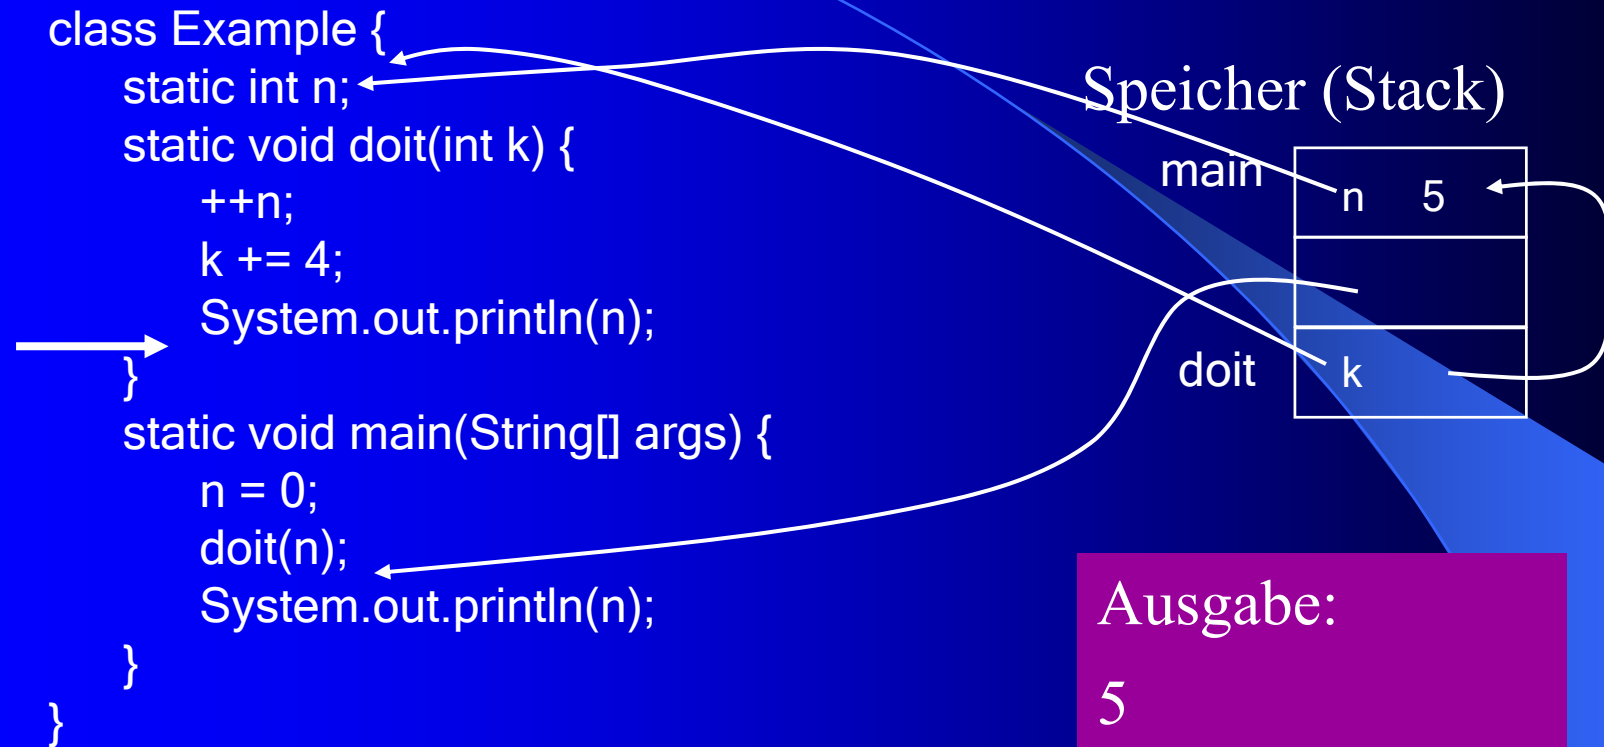 class Example {
static int n;
static void doit(int k) {
++n;
k += 4;
System.out.println(n);
}
static void main(String[] args) {
n = 0;
doit(n);
System.out.println(n);
}
}
Speicher (Stack)
main
n 5
doit
k
Ausgabe:
5